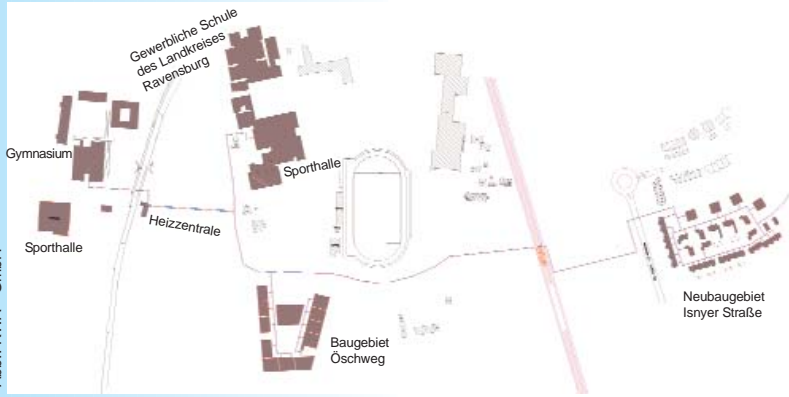 Gewerbliche Schule
des Landkreises
Ravensburg
Gymnasium
Sporthalle
Sporthalle
Heizzentrale
Baugebiet
Öschweg
Neubaugebiet
Isnyer Straße